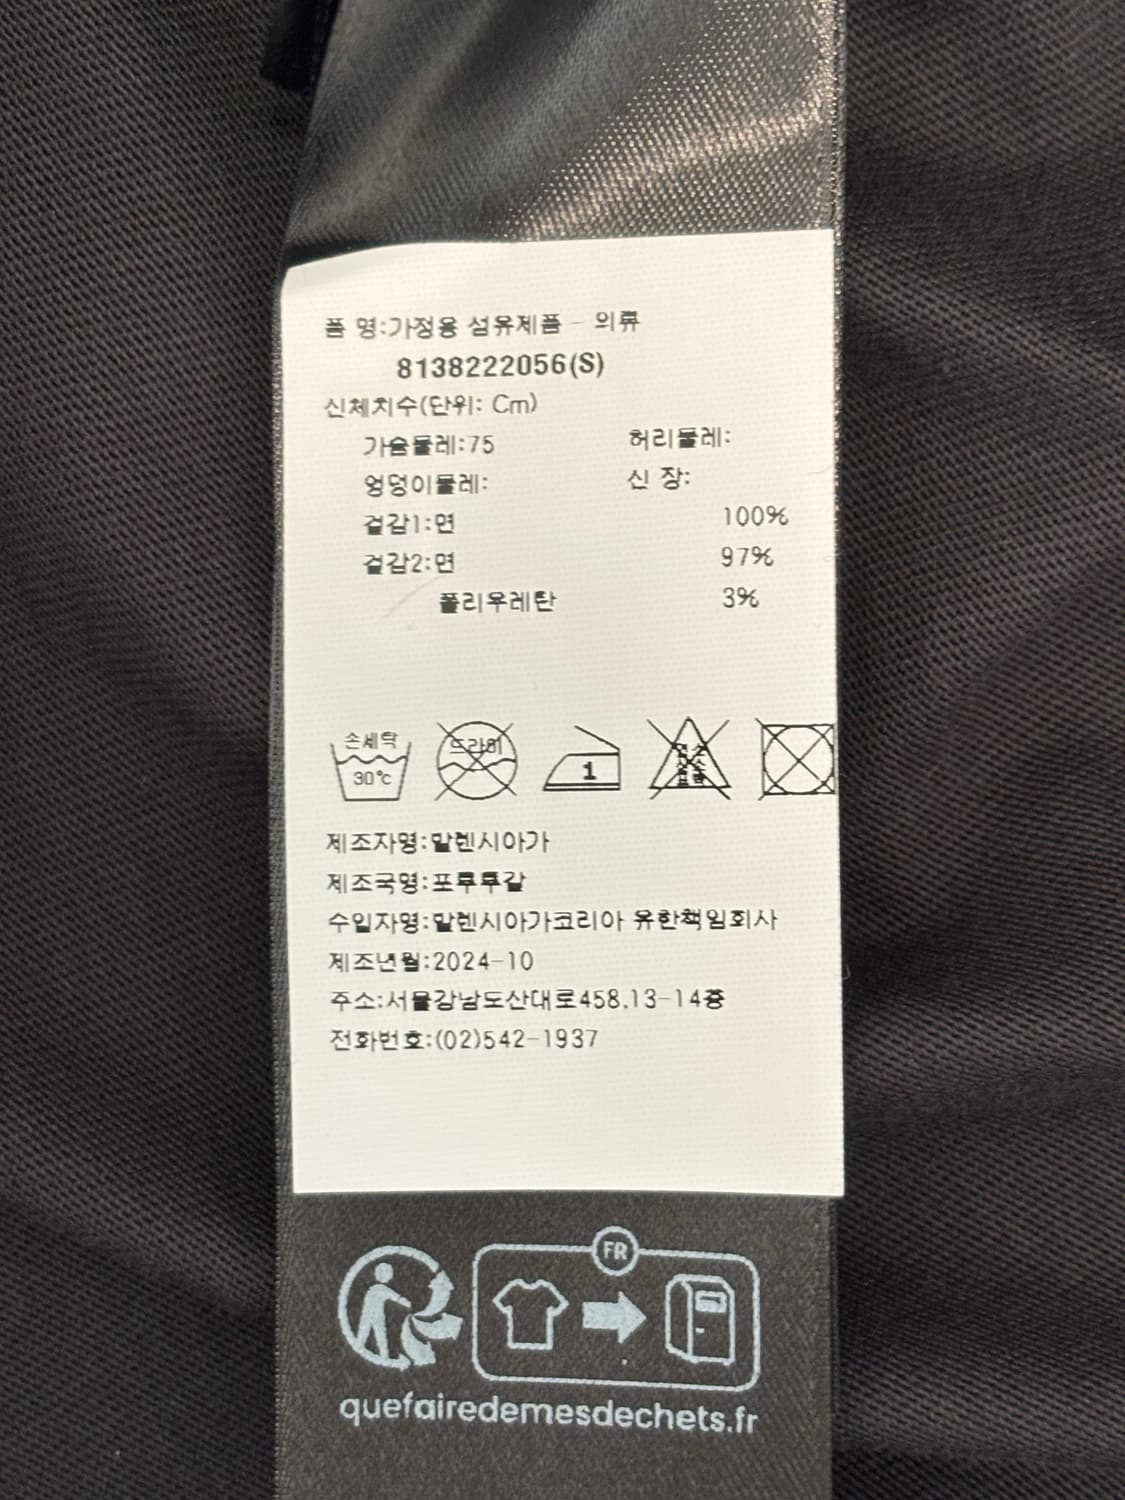 품 명:가정용 섬유제품 - 의류
8138222056(S)
신체치수(단위: Cm)
가슴둘레:75 허리둘레:
엉덩이둘레: 신 장:
겉감1:면 100%
겉감2:면 97%
폴리우레탄 3%
손세탁 드라이 1 염소표백
30℃
제조자명:발렌시아가
제조국명:포루투갈
수입자명:발렌시아가코리아 유한책임회사
제조년월:2024-10
주소:서울강남도산대로458,13-14층
전화번호:(02)542-1937
FR
quefairedemesdechets.fr